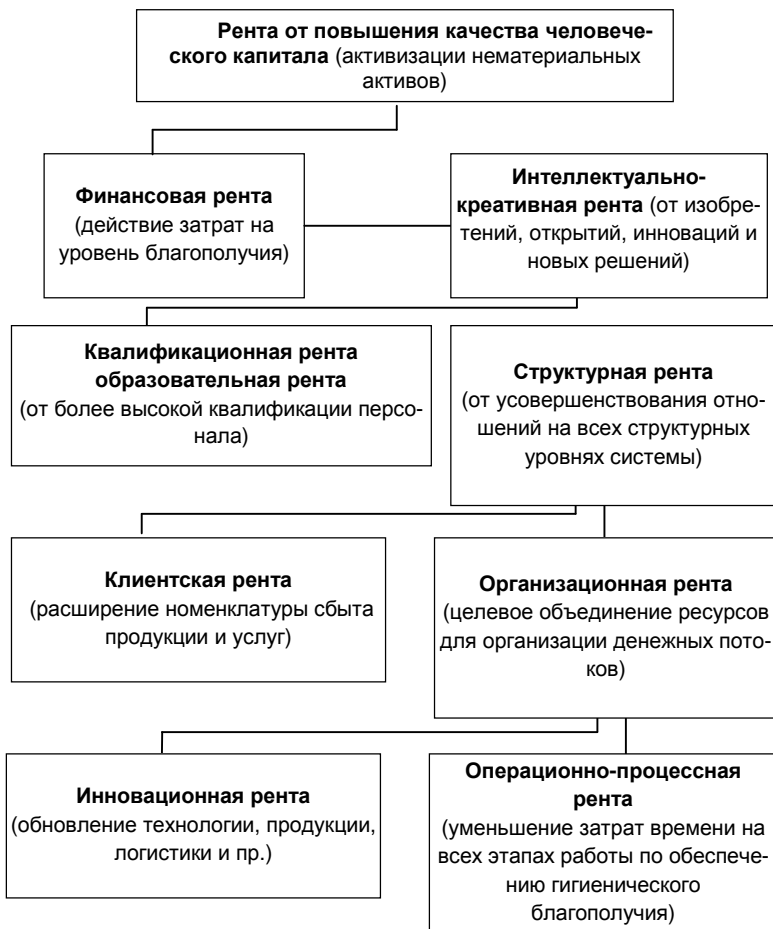 Рента от повышения качества человече-
ского капитала (активизации нематериальных
активов)
Финансовая рента
(действие затрат на
уровень благополучия)
Интеллектуально-
креативная рента (от изобре-
тений, открытий, инноваций и
новых решений)
Квалификационная рента
образовательная рента
(от более высокой квалификации персо-
нала)
Структурная рента
(от усовершенствования отно-
шений на всех структурных
уровнях системы)
Клиентская рента
(расширение номенклатуры сбыта
продукции и услуг)
Организационная рента
(целевое объединение ресурсов
для организации денежных пото-
ков)
Инновационная рента
(обновление технологии, продукции,
логистики и пр.)
Операционно-процессная
рента
(уменьшение затрат времени на
всех этапах работы по обеспече-
нию гигиенического
благополучия)